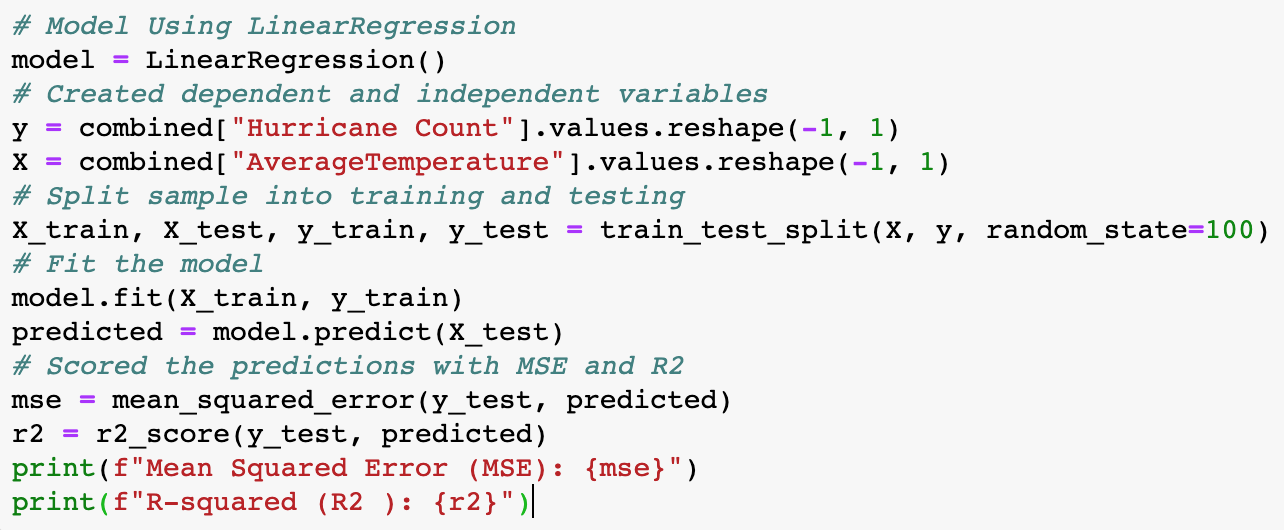 # Model Using LinearRegression
model = LinearRegression()
# Created dependent and independent variables
y = combined["Hurricane Count"].values.reshape(-1, 1)
X = combined["AverageTemperature"].values.reshape(-1, 1)
# Split sample into training and testing
X_train, X_test, y_train, y_test = train_test_split(X, y, random_state=100)
# Fit the model
model.fit(X_train, y_train)
predicted = model.predict(X_test)
# Scored the predictions with MSE and R2
mse = mean_squared_error(y_test, predicted)
r2 = r2_score(y_test, predicted)
print(f"Mean Squared Error (MSE): {mse}")
print(f"R-squared (R2 ): {r2}")